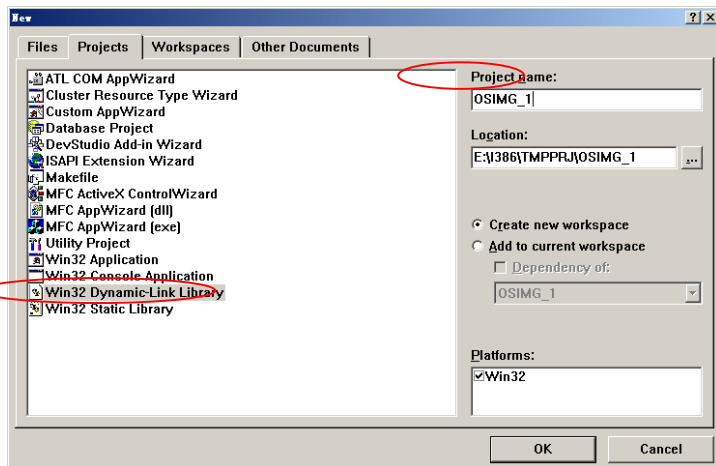 New
Files Projects Workspaces Other Documents
ATL COM AppWizard
Cluster Resource Type Wizard
Custom AppWizard
Database Project
DevStudio Add-in Wizard
ISAPI Extension Wizard
Makefile
MFC ActiveX ControlWizard
MFC AppWizard (dll)
MFC AppWizard (exe)
Utility Project
Win32 Application
Win32 Console Application
Win32 Dynamic-Link Library
Win32 Static Library
Project name:
OSIMG_1
Location:
E:\I386\TMPPRJ\OSIMG_1
...
Create new workspace
Add to current workspace
Dependency of:
OSIMG_1
Platforms:
Win32
OK Cancel